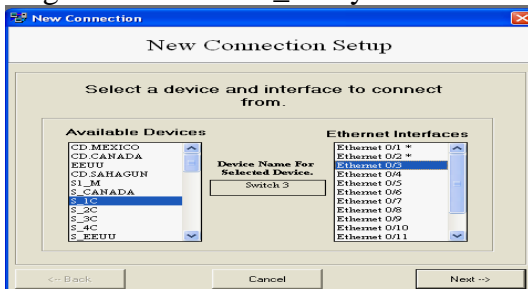 New Connection
New Connection Setup
Select a device and interface to connect
from.
Available Devices
CD.MEXICO
CD.CANADA
EEUU
CD.SAHAGUN
S1_M
S_CANADA
S_1C
S_2C
S_3C
S_4C
S_EEUU
Device Name For
Selected Device.
Switch 3
Ethernet Interfaces
Ethernet 0/1 *
Ethernet 0/2 *
Ethernet 0/3
Ethernet 0/4
Ethernet 0/5
Ethernet 0/6
Ethernet 0/7
Ethernet 0/8
Ethernet 0/9
Ethernet 0/10
Ethernet 0/11
<-- Back
Cancel
Next -->